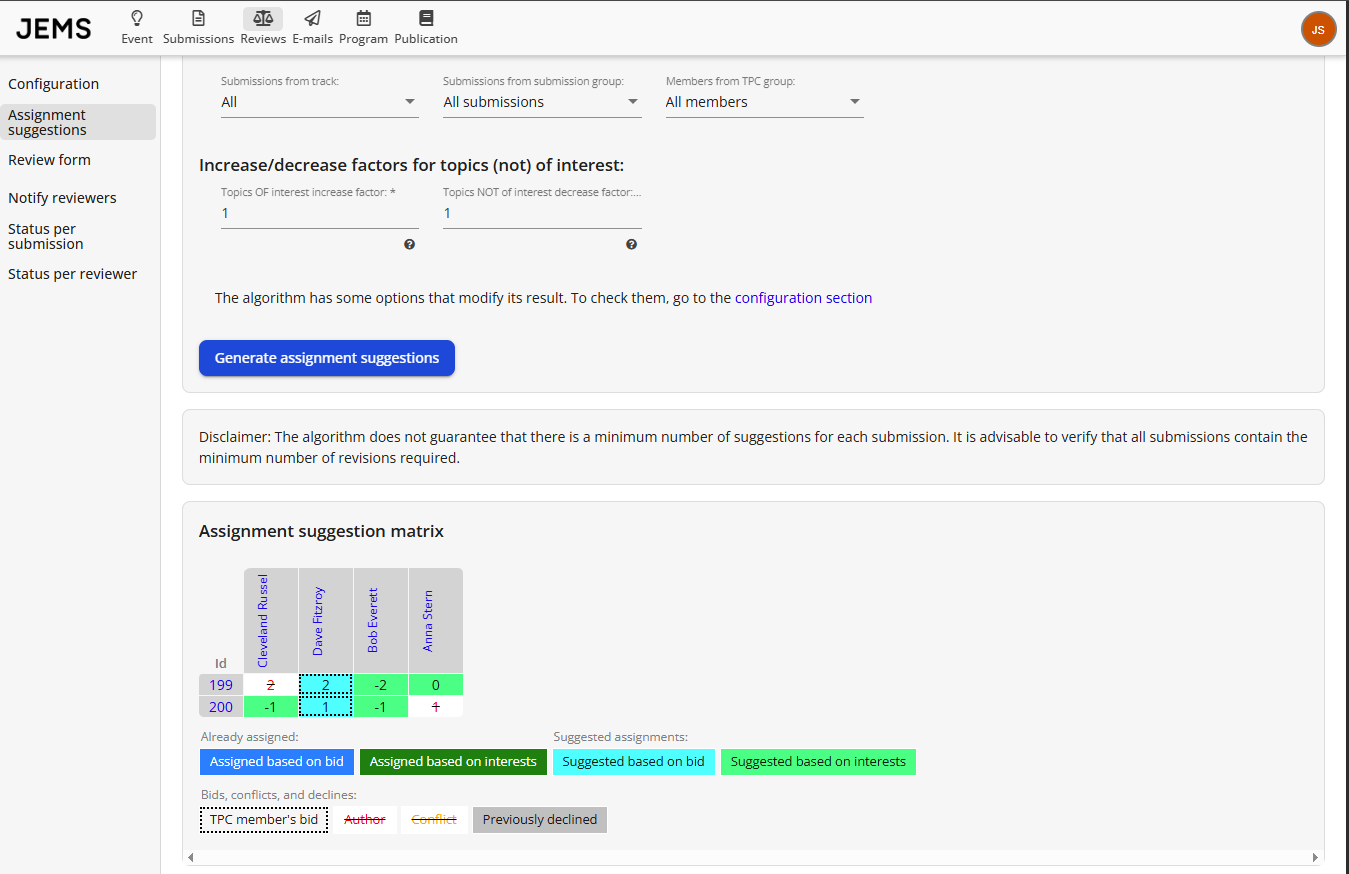 JEMS
Event
Submissions
Reviews
E-mails
Program
Publication
JS
Configuration
Assignment
suggestions
Review form
Notify reviewers
Status per
submission
Status per reviewer
Submissions from track:
All
Submissions from submission group:
All submissions
Members from TPC group:
All members
Increase/decrease factors for topics (not) of interest:
Topics OF interest increase factor: *
1
Topics NOT of interest decrease factor:...
1
The algorithm has some options that modify its result. To check them, go to the configuration section
Generate assignment suggestions
Disclaimer: The algorithm does not guarantee that there is a minimum number of suggestions for each submission. It is advisable to verify that all submissions contain the
minimum number of revisions required.
Assignment suggestion matrix
Id Cleveland Russel Dave Fitzroy Bob Everett Anna Stern
199 2 2 -2 0
200 -1 1 -1 1
Already assigned:
Assigned based on bid
Assigned based on interests
Suggested assignments:
Suggested based on bid
Suggested based on interests
Bids, conflicts, and declines:
TPC member's bid
Author
Conflict
Previously declined